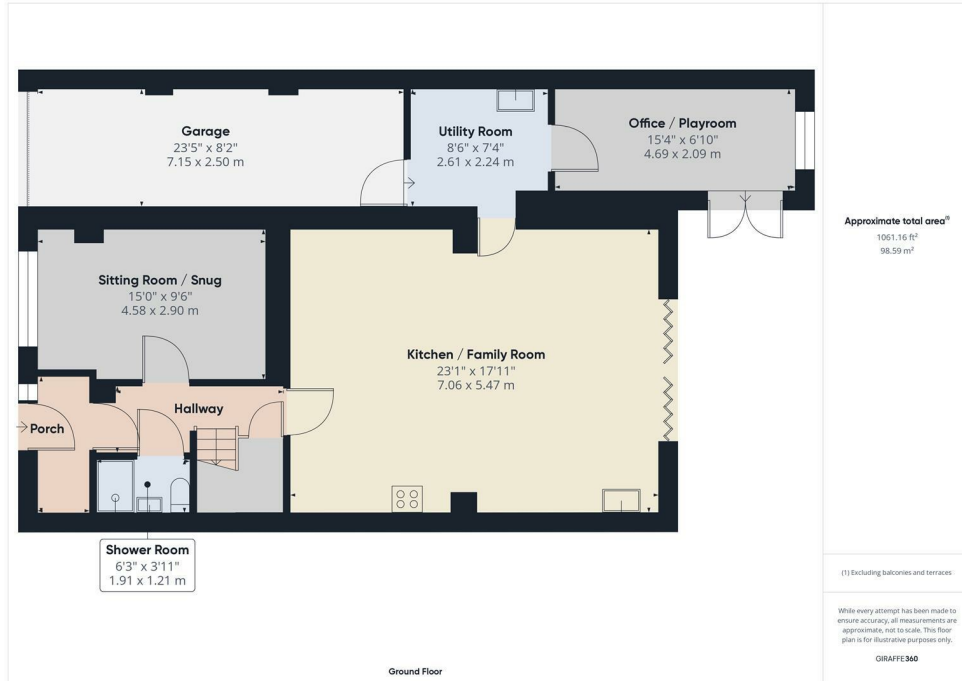 Garage
23'5" x 8'2"
7.15 x 2.50 m
Utility Room
8'6" x 7'4"
2.61 x 2.24 m
Office / Playroom
15'4" x 6'10"
4.69 x 2.09 m
Sitting Room / Snug
15'0" x 9'6"
4.58 x 2.90 m
Kitchen / Family Room
23'1" x 17'11"
7.06 x 5.47 m
Hallway
Porch
Shower Room
6'3" x 3'11"
1.91 x 1.21 m
Ground Floor
Approximate total area⁽¹⁾
1061.16 ft²
98.59 m²
(1) Excluding balconies and terraces
While every attempt has been made to
ensure accuracy, all measurements are
approximate, not to scale. This floor
plan is for illustrative purposes only.
GIRAFFE360